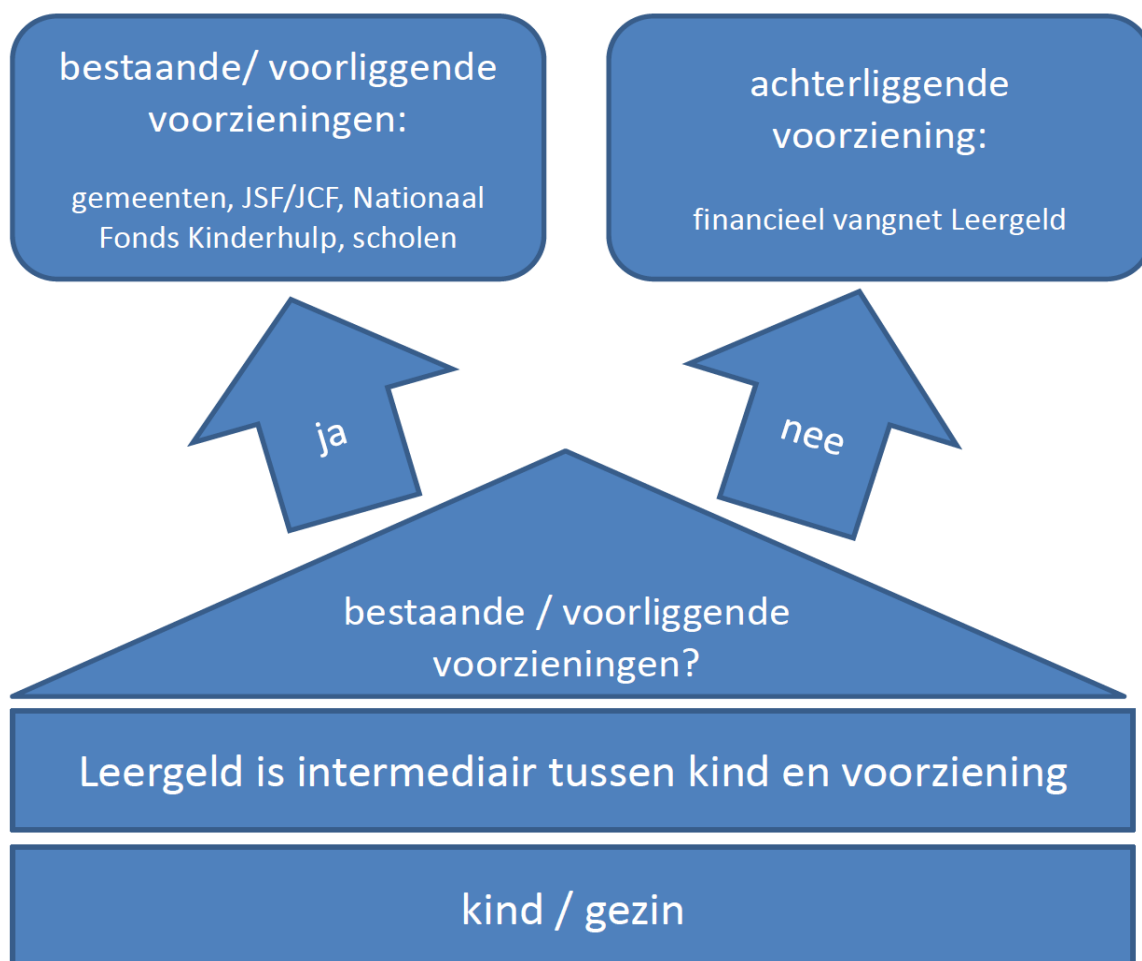 bestaande/ voorliggende
voorzieningen:
gemeenten, JSF/JCF, Nationaal
Fonds Kinderhulp, scholen
achterliggende
voorziening:
financieel vangnet Leergeld
ja
nee
bestaande / voorliggende
voorzieningen?
Leergeld is intermediair tussen kind en voorziening
kind / gezin